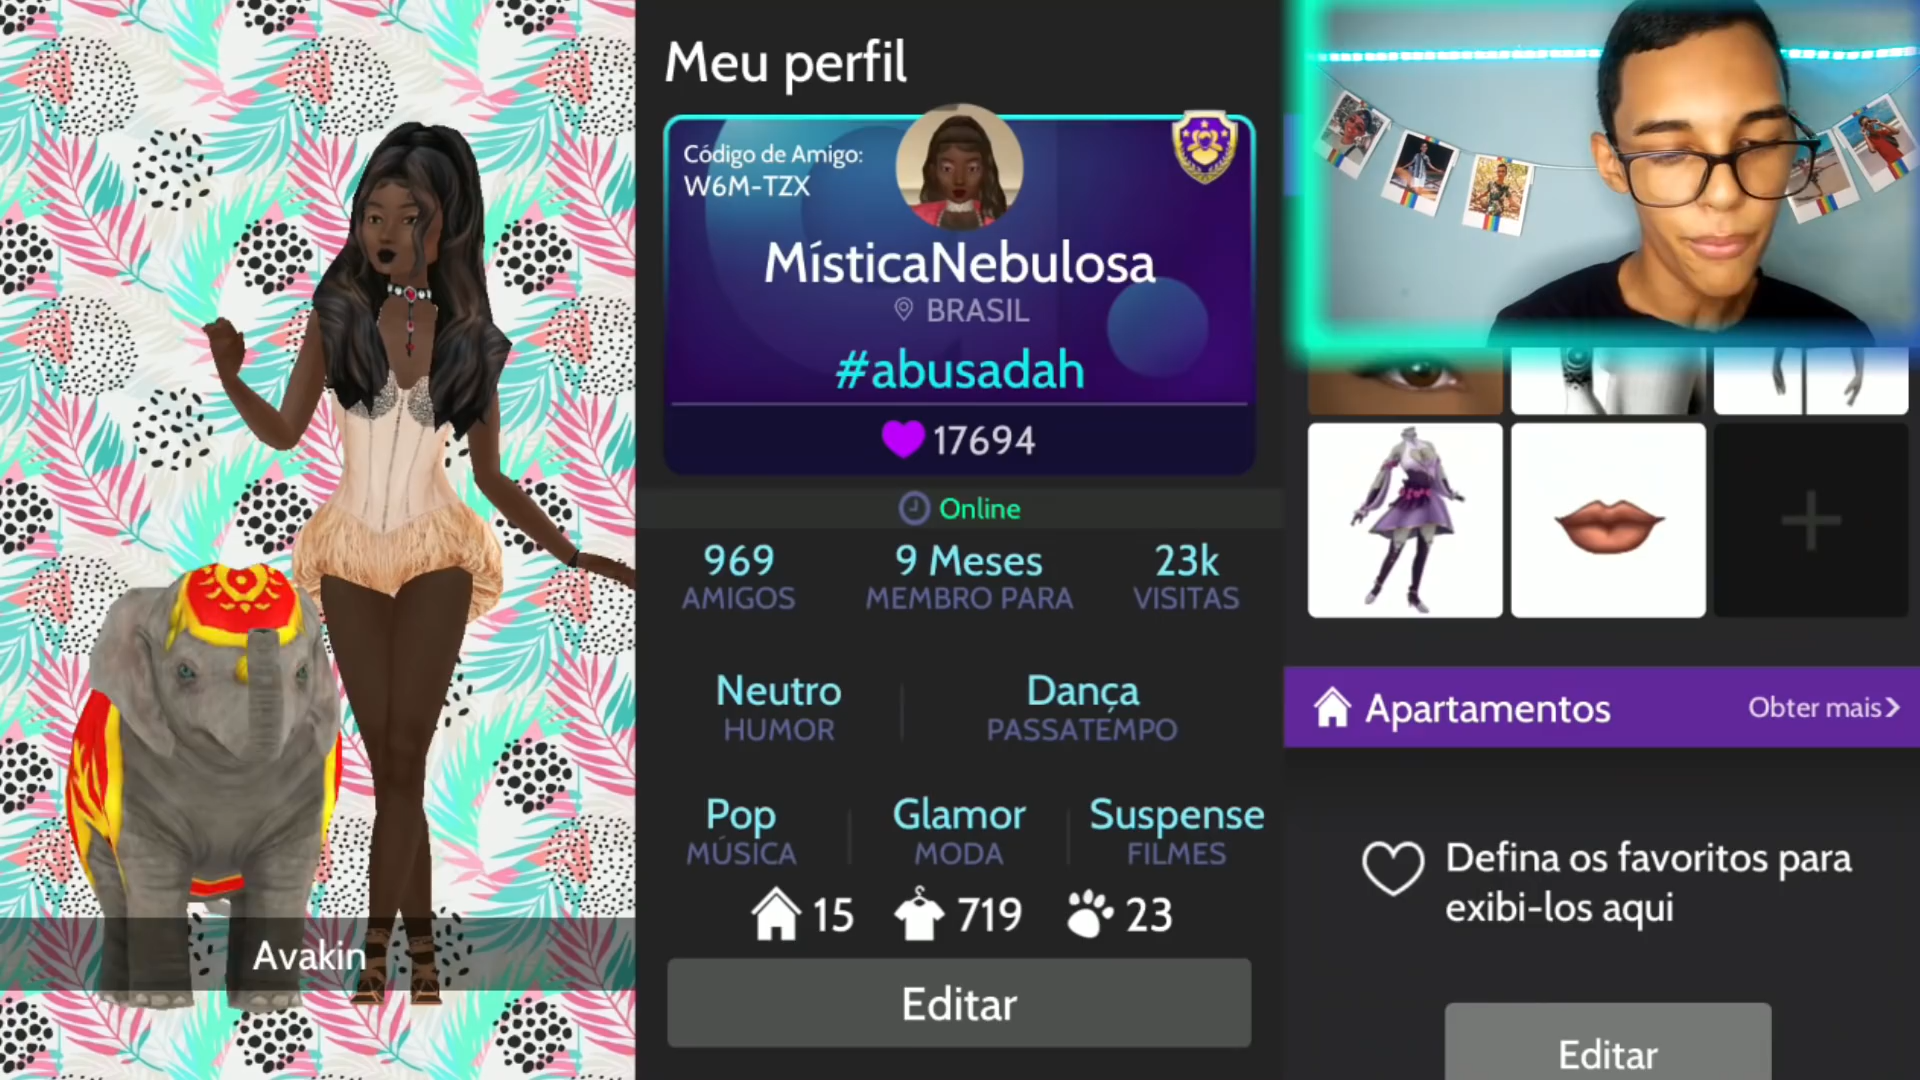 Avakin
Meu perfil
Código de Amigo:
W6M-TZX
MísticaNebulosa
BRASIL
#abusadah
17694
Online
969
AMIGOS
9 Meses
MEMBRO PARA
23k
VISITAS
Neutro
HUMOR
Dança
PASSATEMPO
Pop
MÚSICA
Glamor
MODA
Suspense
FILMES
15
719
23
Editar
Apartamentos
Obter mais
Defina os favoritos para
exibi-los aqui
Editar